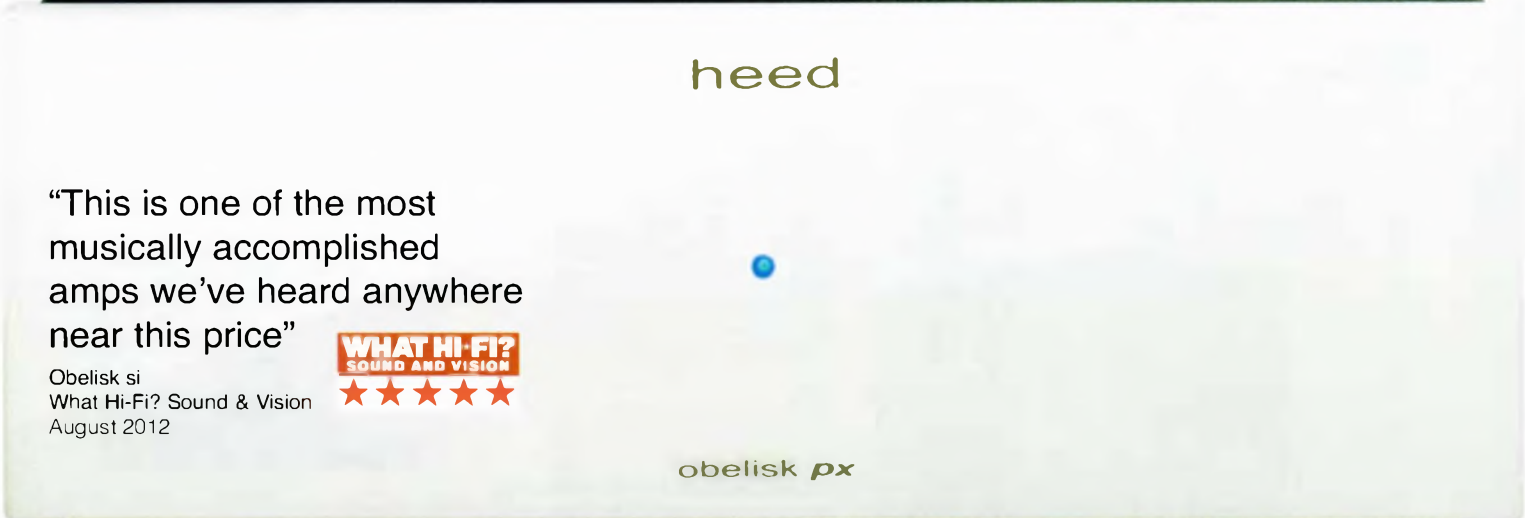 heed
“This is one of the most
musically accomplished
amps we’ve heard anywhere
near this price”
WHAT HI·FI?
SOUND AND VISION
Obelisk si
What Hi-Fi? Sound & Vision
August 2012
obelisk px